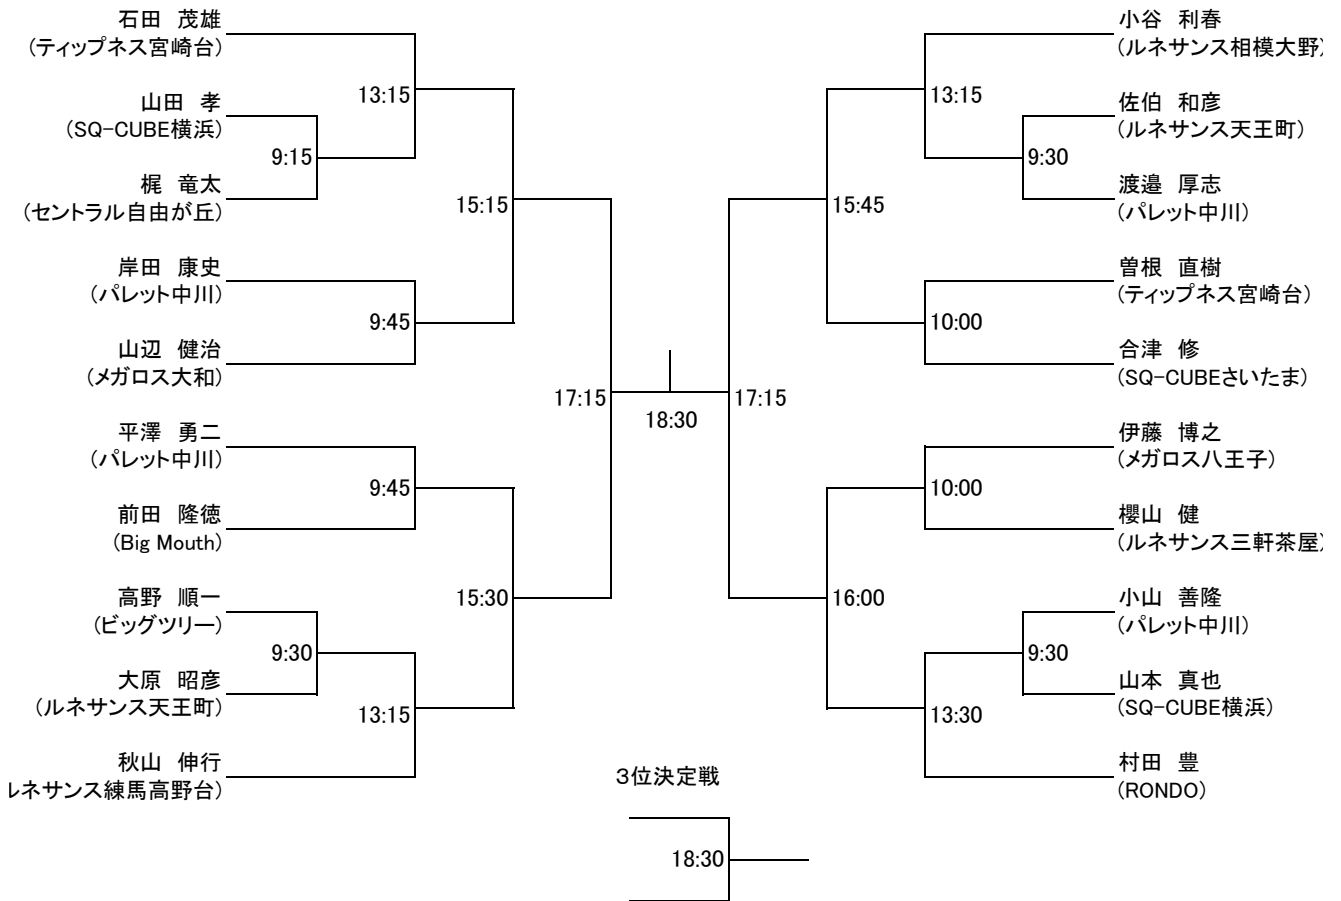 石田 茂雄
(ティップネス宮崎台)
13:15
山田 孝
(SQ-CUBE横浜)
9:15
梶 竜太
(セントラル自由が丘)
15:15
岸田 康史
(パレット中川)
9:45
山辺 健治
(メガロス大和)
17:15
平澤 勇二
(パレット中川)
9:45
前田 隆徳
(Big Mouth)
15:30
高野 順一
(ビッグツリー)
9:30
大原 昭彦
(ルネサンス天王町)
13:15
秋山 伸行
ルネサンス練馬高野台)
18:30
小谷 利春
(ルネサンス相模大野)
13:15
佐伯 和彦
(ルネサンス天王町)
9:30
渡邉 厚志
(パレット中川)
15:45
曽根 直樹
(ティップネス宮崎台)
10:00
合津 修
(SQ-CUBEさいたま)
17:15
伊藤 博之
(メガロス八王子)
10:00
櫻山 健
(ルネサンス三軒茶屋)
16:00
小山 善隆
(パレット中川)
9:30
山本 真也
(SQ-CUBE横浜)
13:30
村田 豊
(RONDO)
3位決定戦
18:30